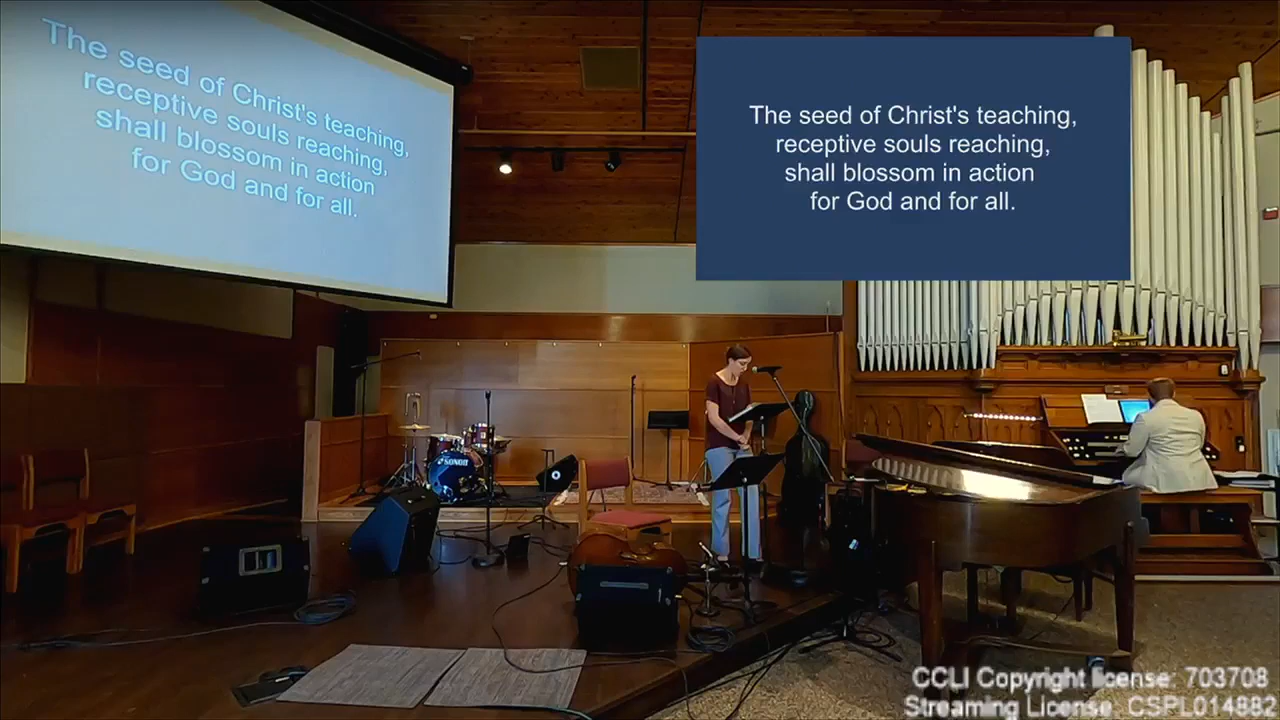 The seed of Christ's teaching,
receptive souls reaching,
shall blossom in action
for God and for all.
The seed of Christ's teaching,
receptive souls reaching,
shall blossom in action
for God and for all.
SONOR
CCLI Copyright license: 703708
Streaming License: CSPL014882